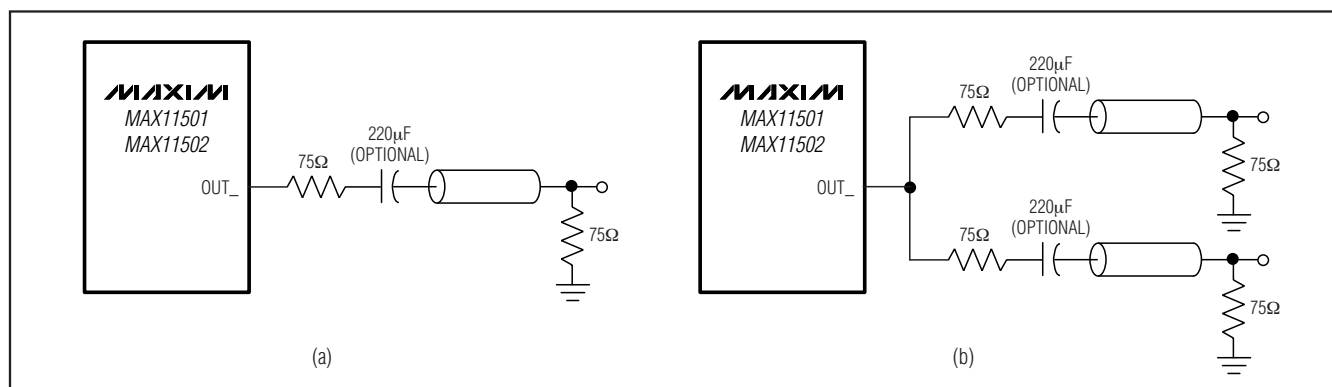 MAXIM
MAX11501
MAX11502
OUT_
75Ω
220µF
(OPTIONAL)
75Ω
(a)
MAXIM
MAX11501
MAX11502
OUT_
75Ω
220µF
(OPTIONAL)
75Ω
75Ω
220µF
(OPTIONAL)
75Ω
(b)